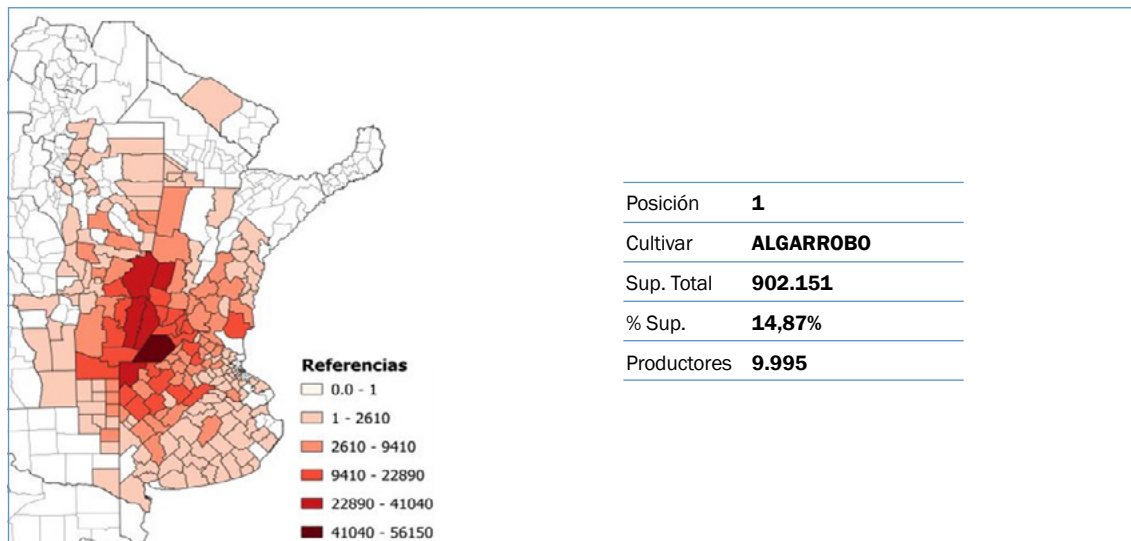 Referencias
0.0 - 1
1 - 2610
2610 - 9410
9410 - 22890
22890 - 41040
41040 - 56150
Posición 1
Cultivar ALGARROBO
Sup. Total 902.151
% Sup. 14,87%
Productores 9.995